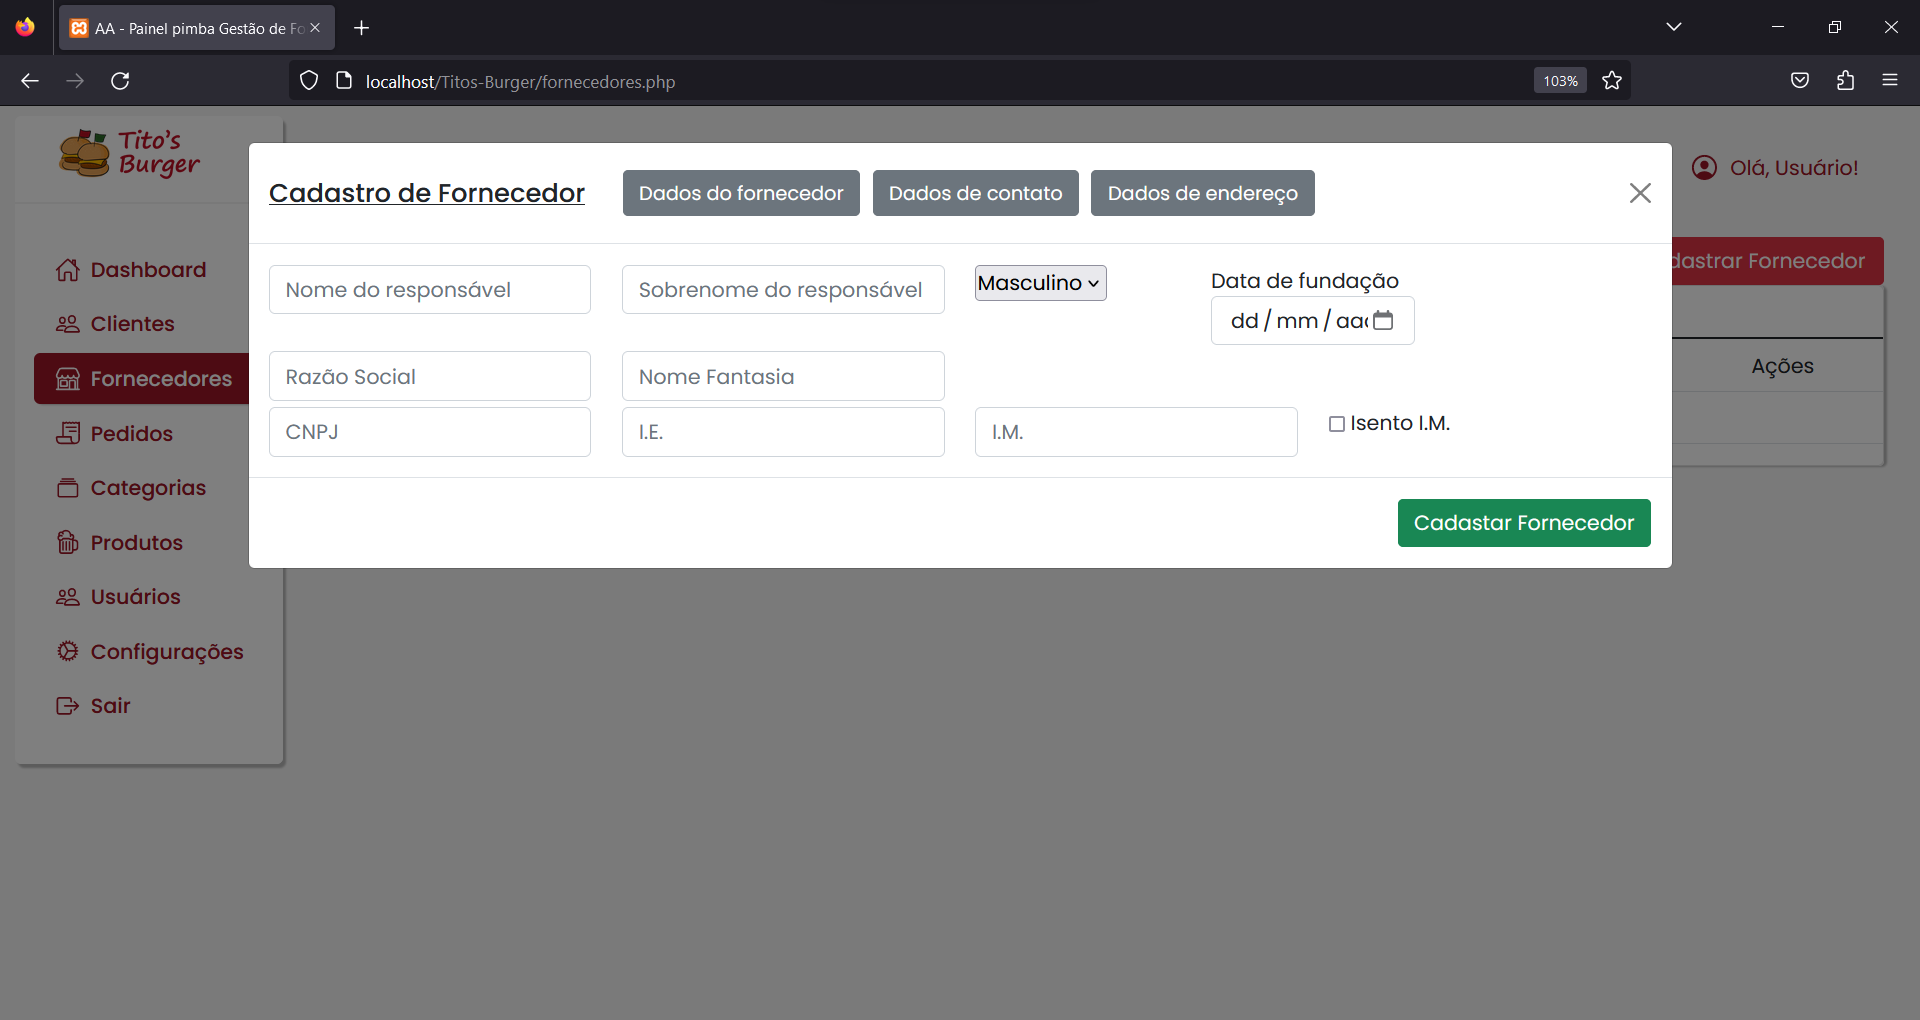 AA - Painel pimba Gestão de Fo
localhost/Titos-Burger/fornecedores.php
103%
Tito's
Burger
Olá, Usuário!
Cadastro de Fornecedor
Dados do fornecedor
Dados de contato
Dados de endereço
dastrar Fornecedor
Dashboard
Clientes
Fornecedores
Pedidos
Categorias
Produtos
Usuários
Configurações
Sair
Nome do responsável
Sobrenome do responsável
Masculino
Data de fundação
dd / mm / aaa
Razão Social
Nome Fantasia
Ações
CNPJ
I.E.
I.M.
Isento I.M.
Cadastar Fornecedor